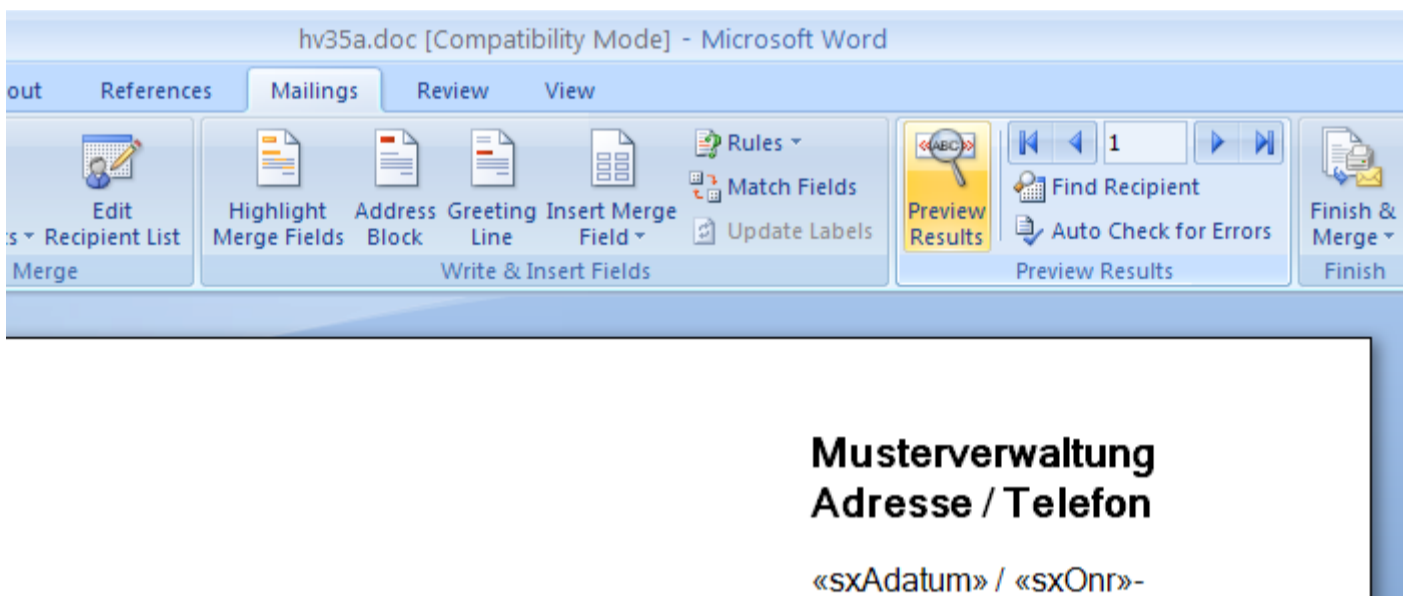 hv35a.doc [Compatibility Mode] - Microsoft Word
out References Mailings Review View
Edit
Recipient List
Highlight
Merge Fields
Address
Block
Greeting
Line
Insert Merge
Field
Rules
Match Fields
Update Labels
«ABC»
Preview
Results
1
Find Recipient
Auto Check for Errors
Finish &
Merge
Merge
Write & Insert Fields
Preview Results
Finish
Musterverwaltung
Adresse / Telefon
«sxAdatum» / «sxOnr»-